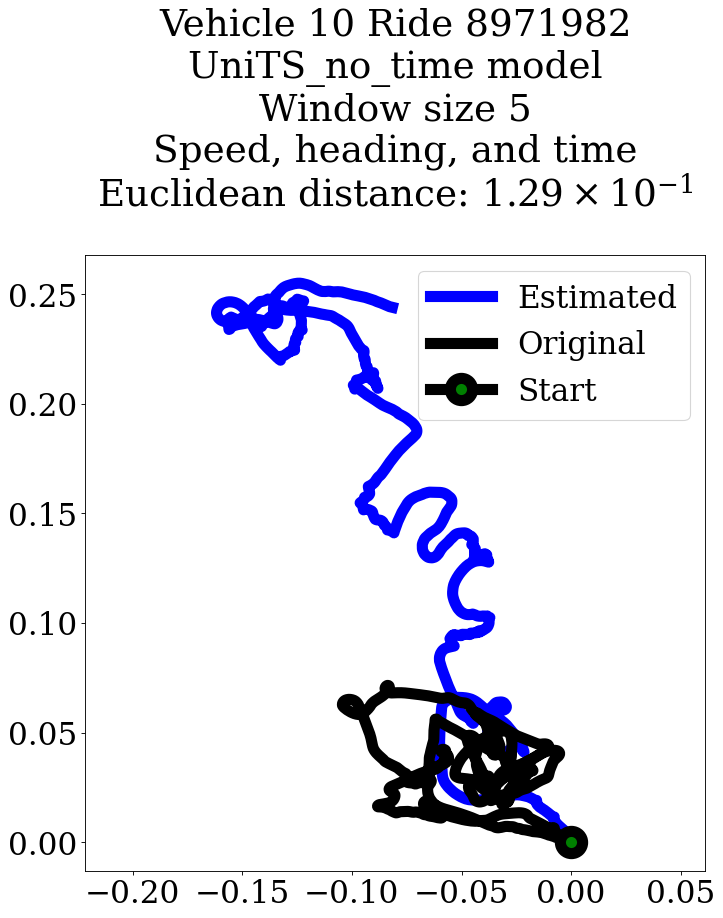 Vehicle 10 Ride 8971982
UniTS_no_time model
Window size 5
Speed, heading, and time
Euclidean distance: 1.29 × 10⁻¹
Estimated
Original
Start
0.25
0.20
0.15
0.10
0.05
0.00
−0.20 −0.15 −0.10 −0.05 0.00 0.05